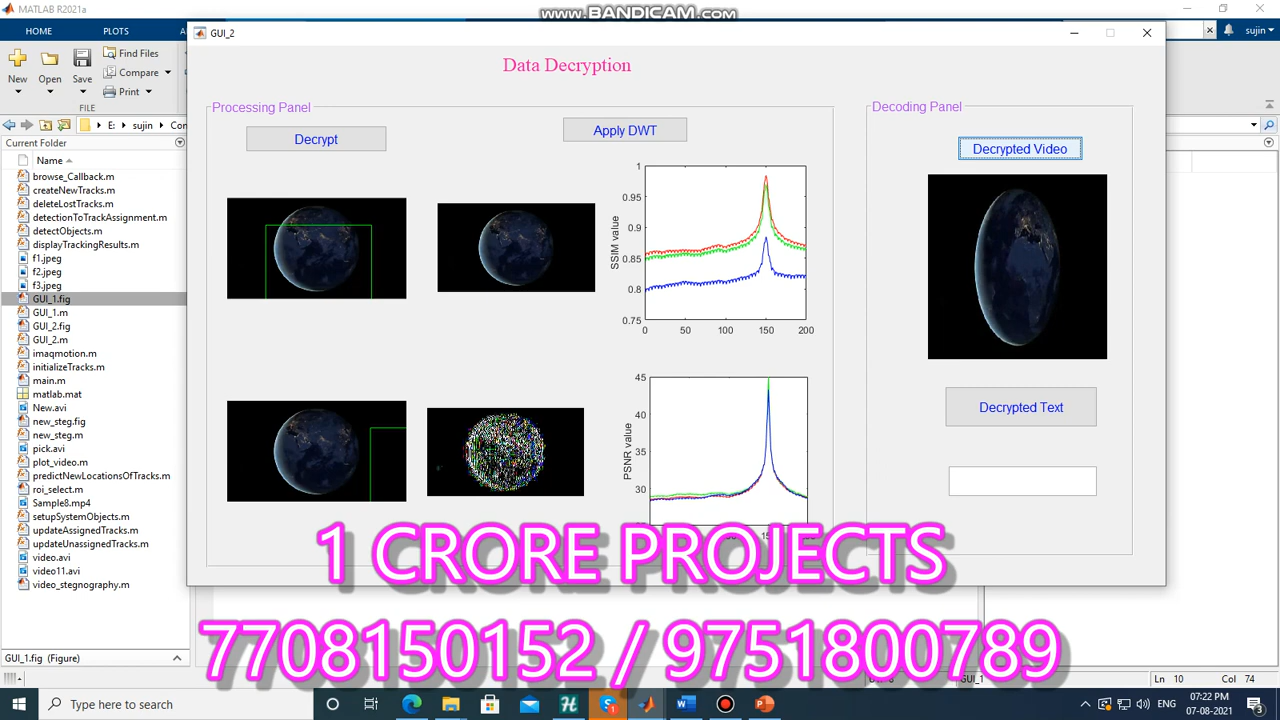 MATLAB R2021a
www.BANDICAM.com
HOME
PLOTS
sujin
New
Open
Save
Find Files
Compare
Print
FILE
E:
sujin
Current Folder
Name
browse_Callback.m
createNewTracks.m
deleteLostTracks.m
detectionToTrackAssignment.m
detectObjects.m
displayTrackingResults.m
f1.jpeg
f2.jpeg
f3.jpeg
GUI_1.fig
GUI_1.m
GUI_2.fig
GUI_2.m
imaqmotion.m
initializeTracks.m
main.m
matlab.mat
New.avi
new_steg.fig
new_steg.m
pick.avi
plot_video.m
predictNewLocationsOfTracks.m
roi_select.m
Sample8.mp4
setupSystemObjects.m
updateAssignedTracks.m
updateUnassignedTracks.m
video.avi
video11.avi
video_stegnography.m
GUI_1.fig (Figure)
GUI_2
Data Decryption
Processing Panel
Decrypt
Apply DWT
SSIM value
1
0.95
0.9
0.85
0.8
0.75
0 50 100 150 200
PSNR value
45
40
35
30
Decoding Panel
Decrypted Video
Decrypted Text
1 CRORE PROJECTS
7708150152 / 9751800789
GUI_1
Ln 10 Col 74
Type here to search
ENG
07:22 PM
07-08-2021
3